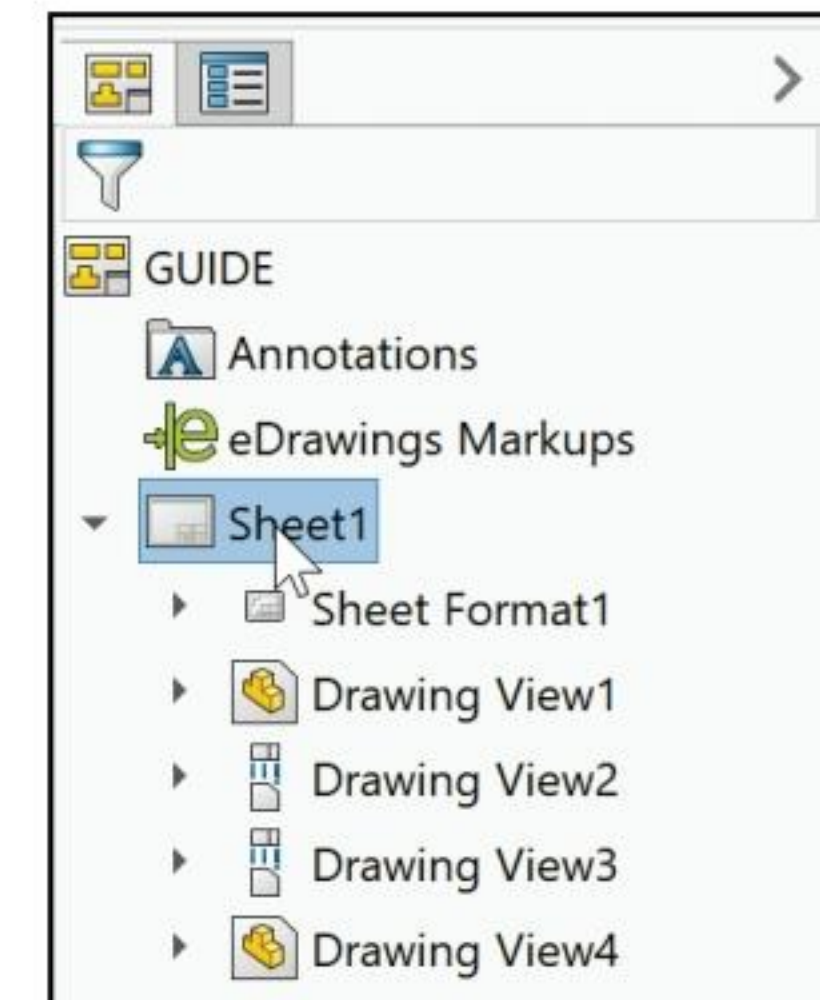 GUIDE
Annotations
eDrawings Markups
Sheet1
Sheet Format1
Drawing View1
Drawing View2
Drawing View3
Drawing View4